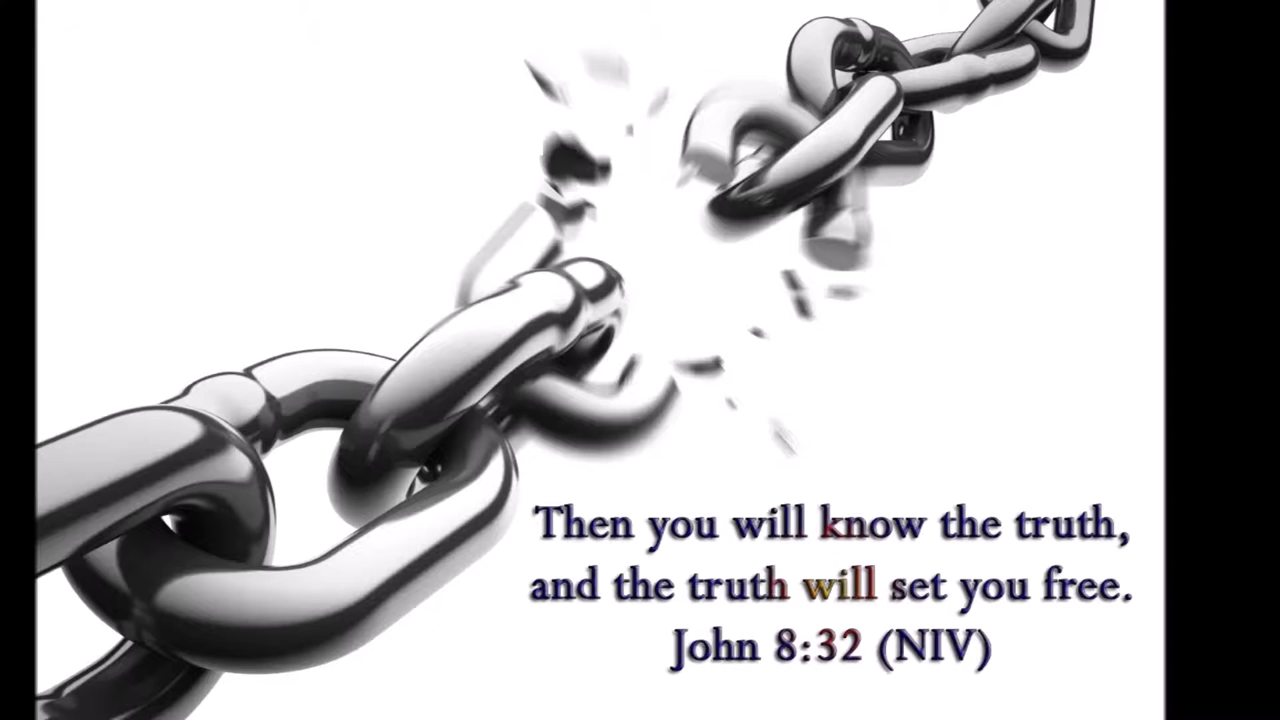 Then you will know the truth,
and the truth will set you free.
John 8:32 (NIV)